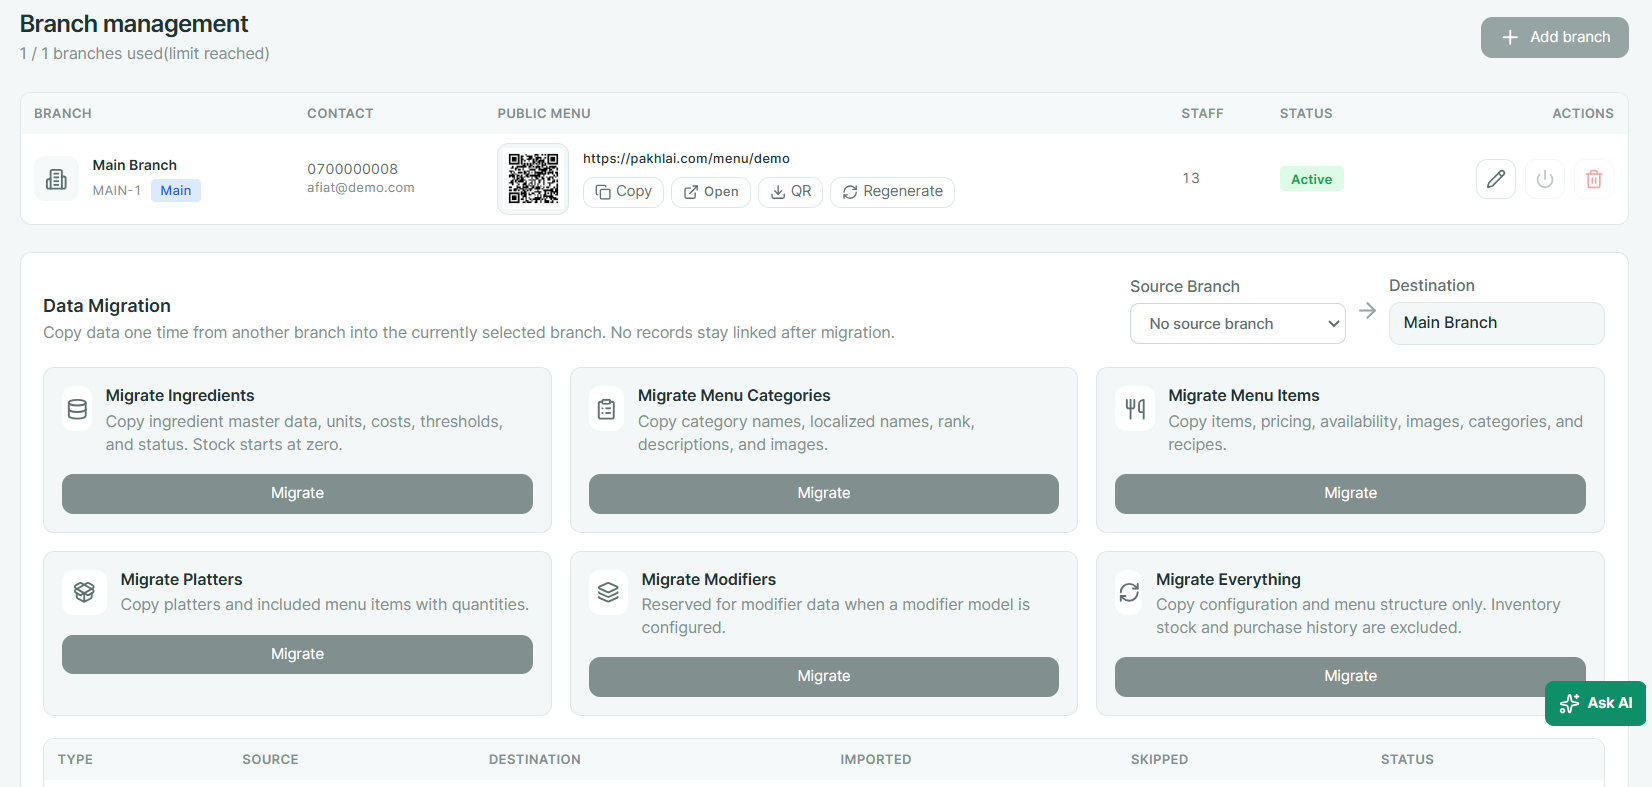 Branch management
1 / 1 branches used(limit reached)
Add branch
BRANCH CONTACT PUBLIC MENU STAFF STATUS ACTIONS
Main Branch
MAIN-1 Main
0700000008
afiat@demo.com
https://pakhlai.com/menu/demo
Copy Open QR Regenerate
13
Active
Data Migration
Copy data one time from another branch into the currently selected branch. No records stay linked after migration.
Source Branch
No source branch
Destination
Main Branch
Migrate Ingredients
Copy ingredient master data, units, costs, thresholds,
and status. Stock starts at zero.
Migrate
Migrate Menu Categories
Copy category names, localized names, rank,
descriptions, and images.
Migrate
Migrate Menu Items
Copy items, pricing, availability, images, categories, and
recipes.
Migrate
Migrate Platters
Copy platters and included menu items with quantities.
Migrate
Migrate Modifiers
Reserved for modifier data when a modifier model is
configured.
Migrate
Migrate Everything
Copy configuration and menu structure only. Inventory
stock and purchase history are excluded.
Migrate
Ask AI
TYPE SOURCE DESTINATION IMPORTED SKIPPED STATUS